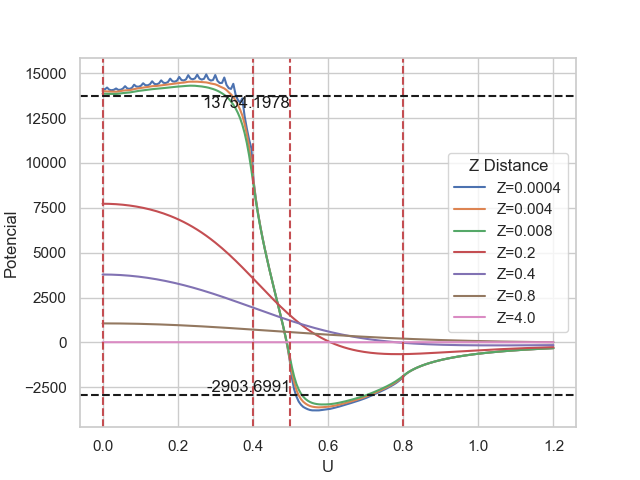 15000
12500
10000
7500
5000
2500
0
−2500
Potencial
13754.1978
-2903.6991
Z Distance
Z=0.0004
Z=0.004
Z=0.008
Z=0.2
Z=0.4
Z=0.8
Z=4.0
0.0 0.2 0.4 0.6 0.8 1.0 1.2
U